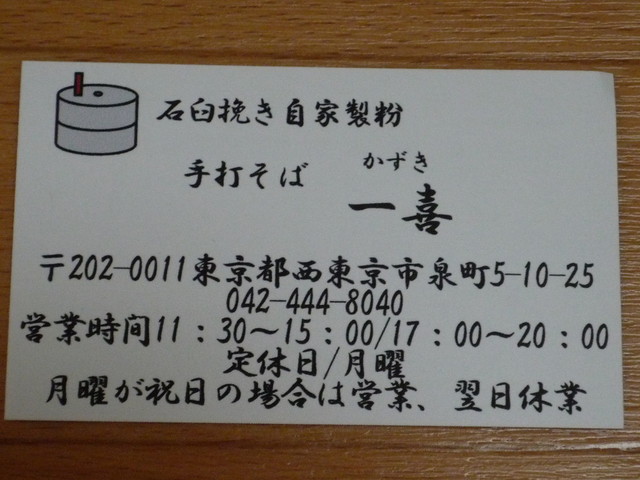 石臼挽き自家製粉
かずき
手打そば 一喜
〒202-0011東京都西東京市泉町5-10-25
042-444-8040
営業時間11：30～15：00/17：00～20：00
定休日/月曜
月曜が祝日の場合は営業、翌日休業